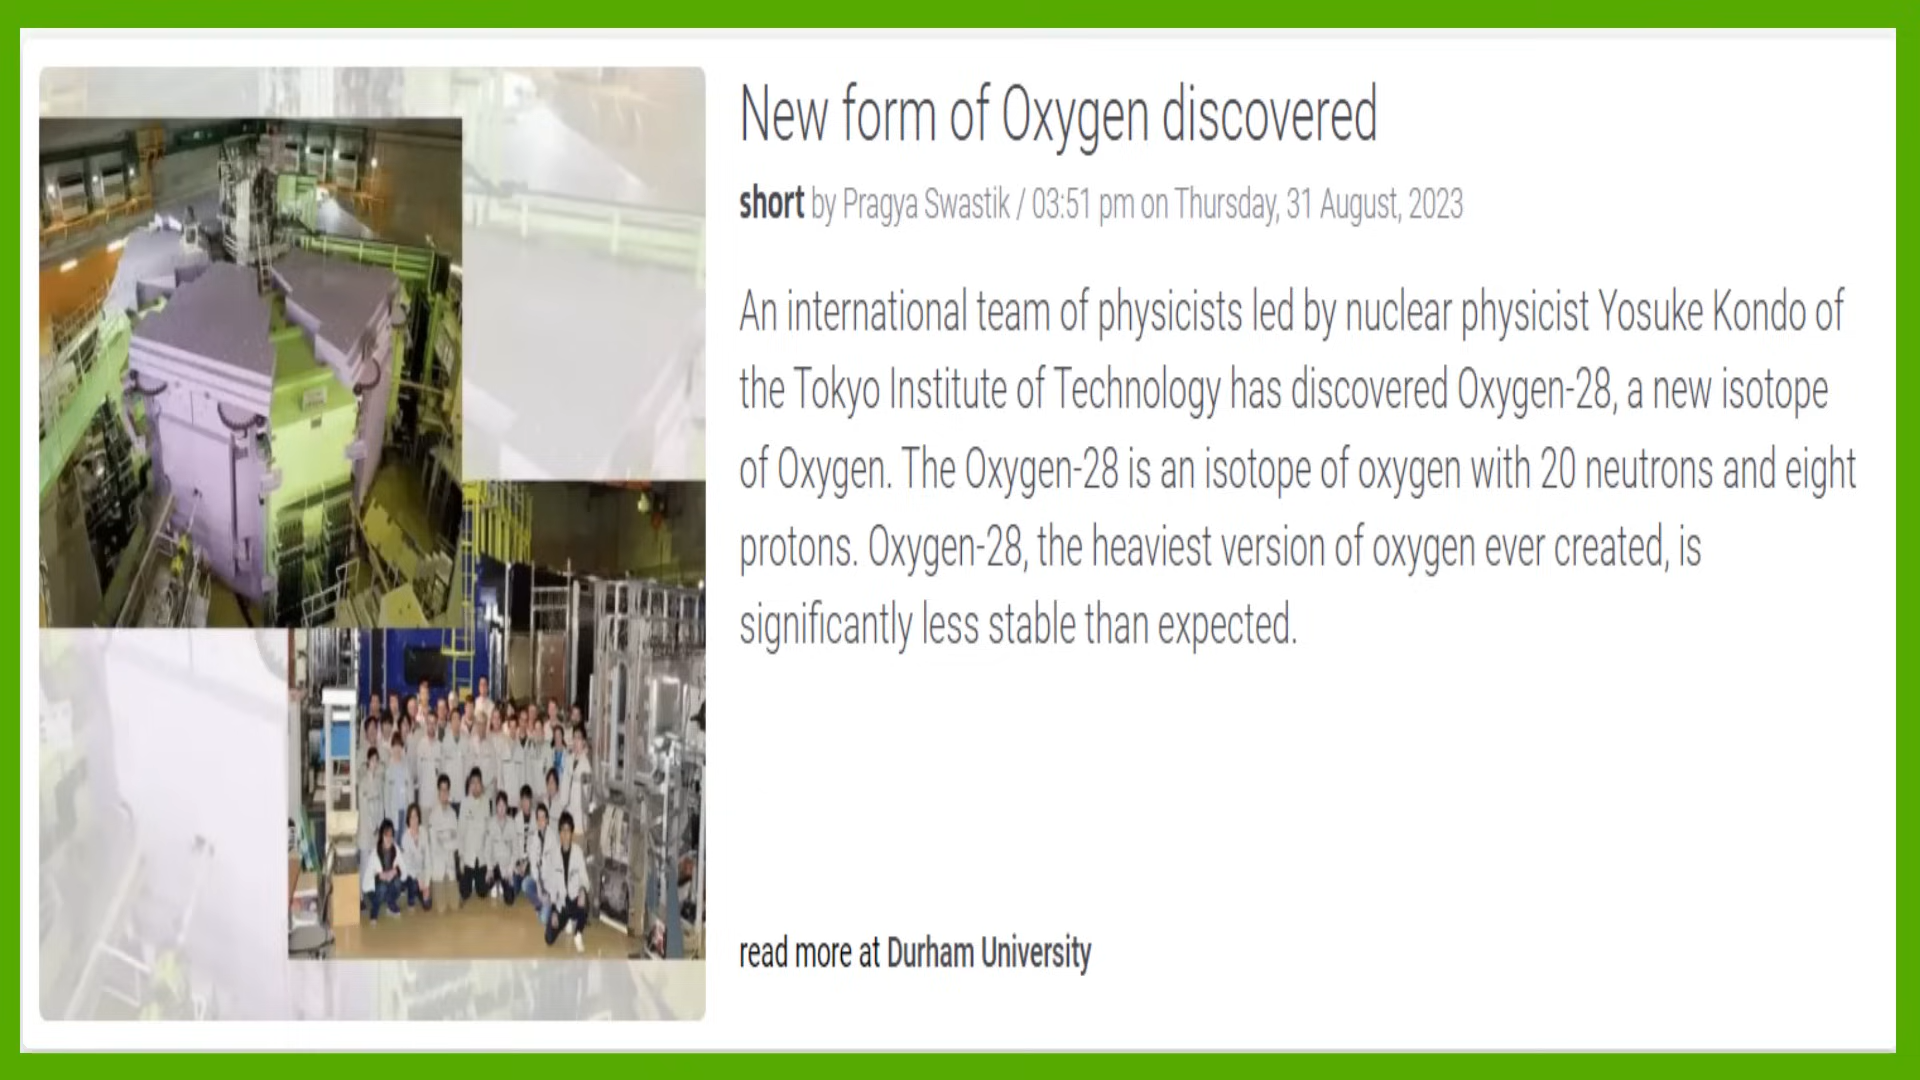 New form of Oxygen discovered
short by Pragya Swastik / 03:51 pm on Thursday, 31 August, 2023
An international team of physicists led by nuclear physicist Yosuke Kondo of
the Tokyo Institute of Technology has discovered Oxygen-28, a new isotope
of Oxygen. The Oxygen-28 is an isotope of oxygen with 20 neutrons and eight
protons. Oxygen-28, the heaviest version of oxygen ever created, is
significantly less stable than expected.
read more at Durham University